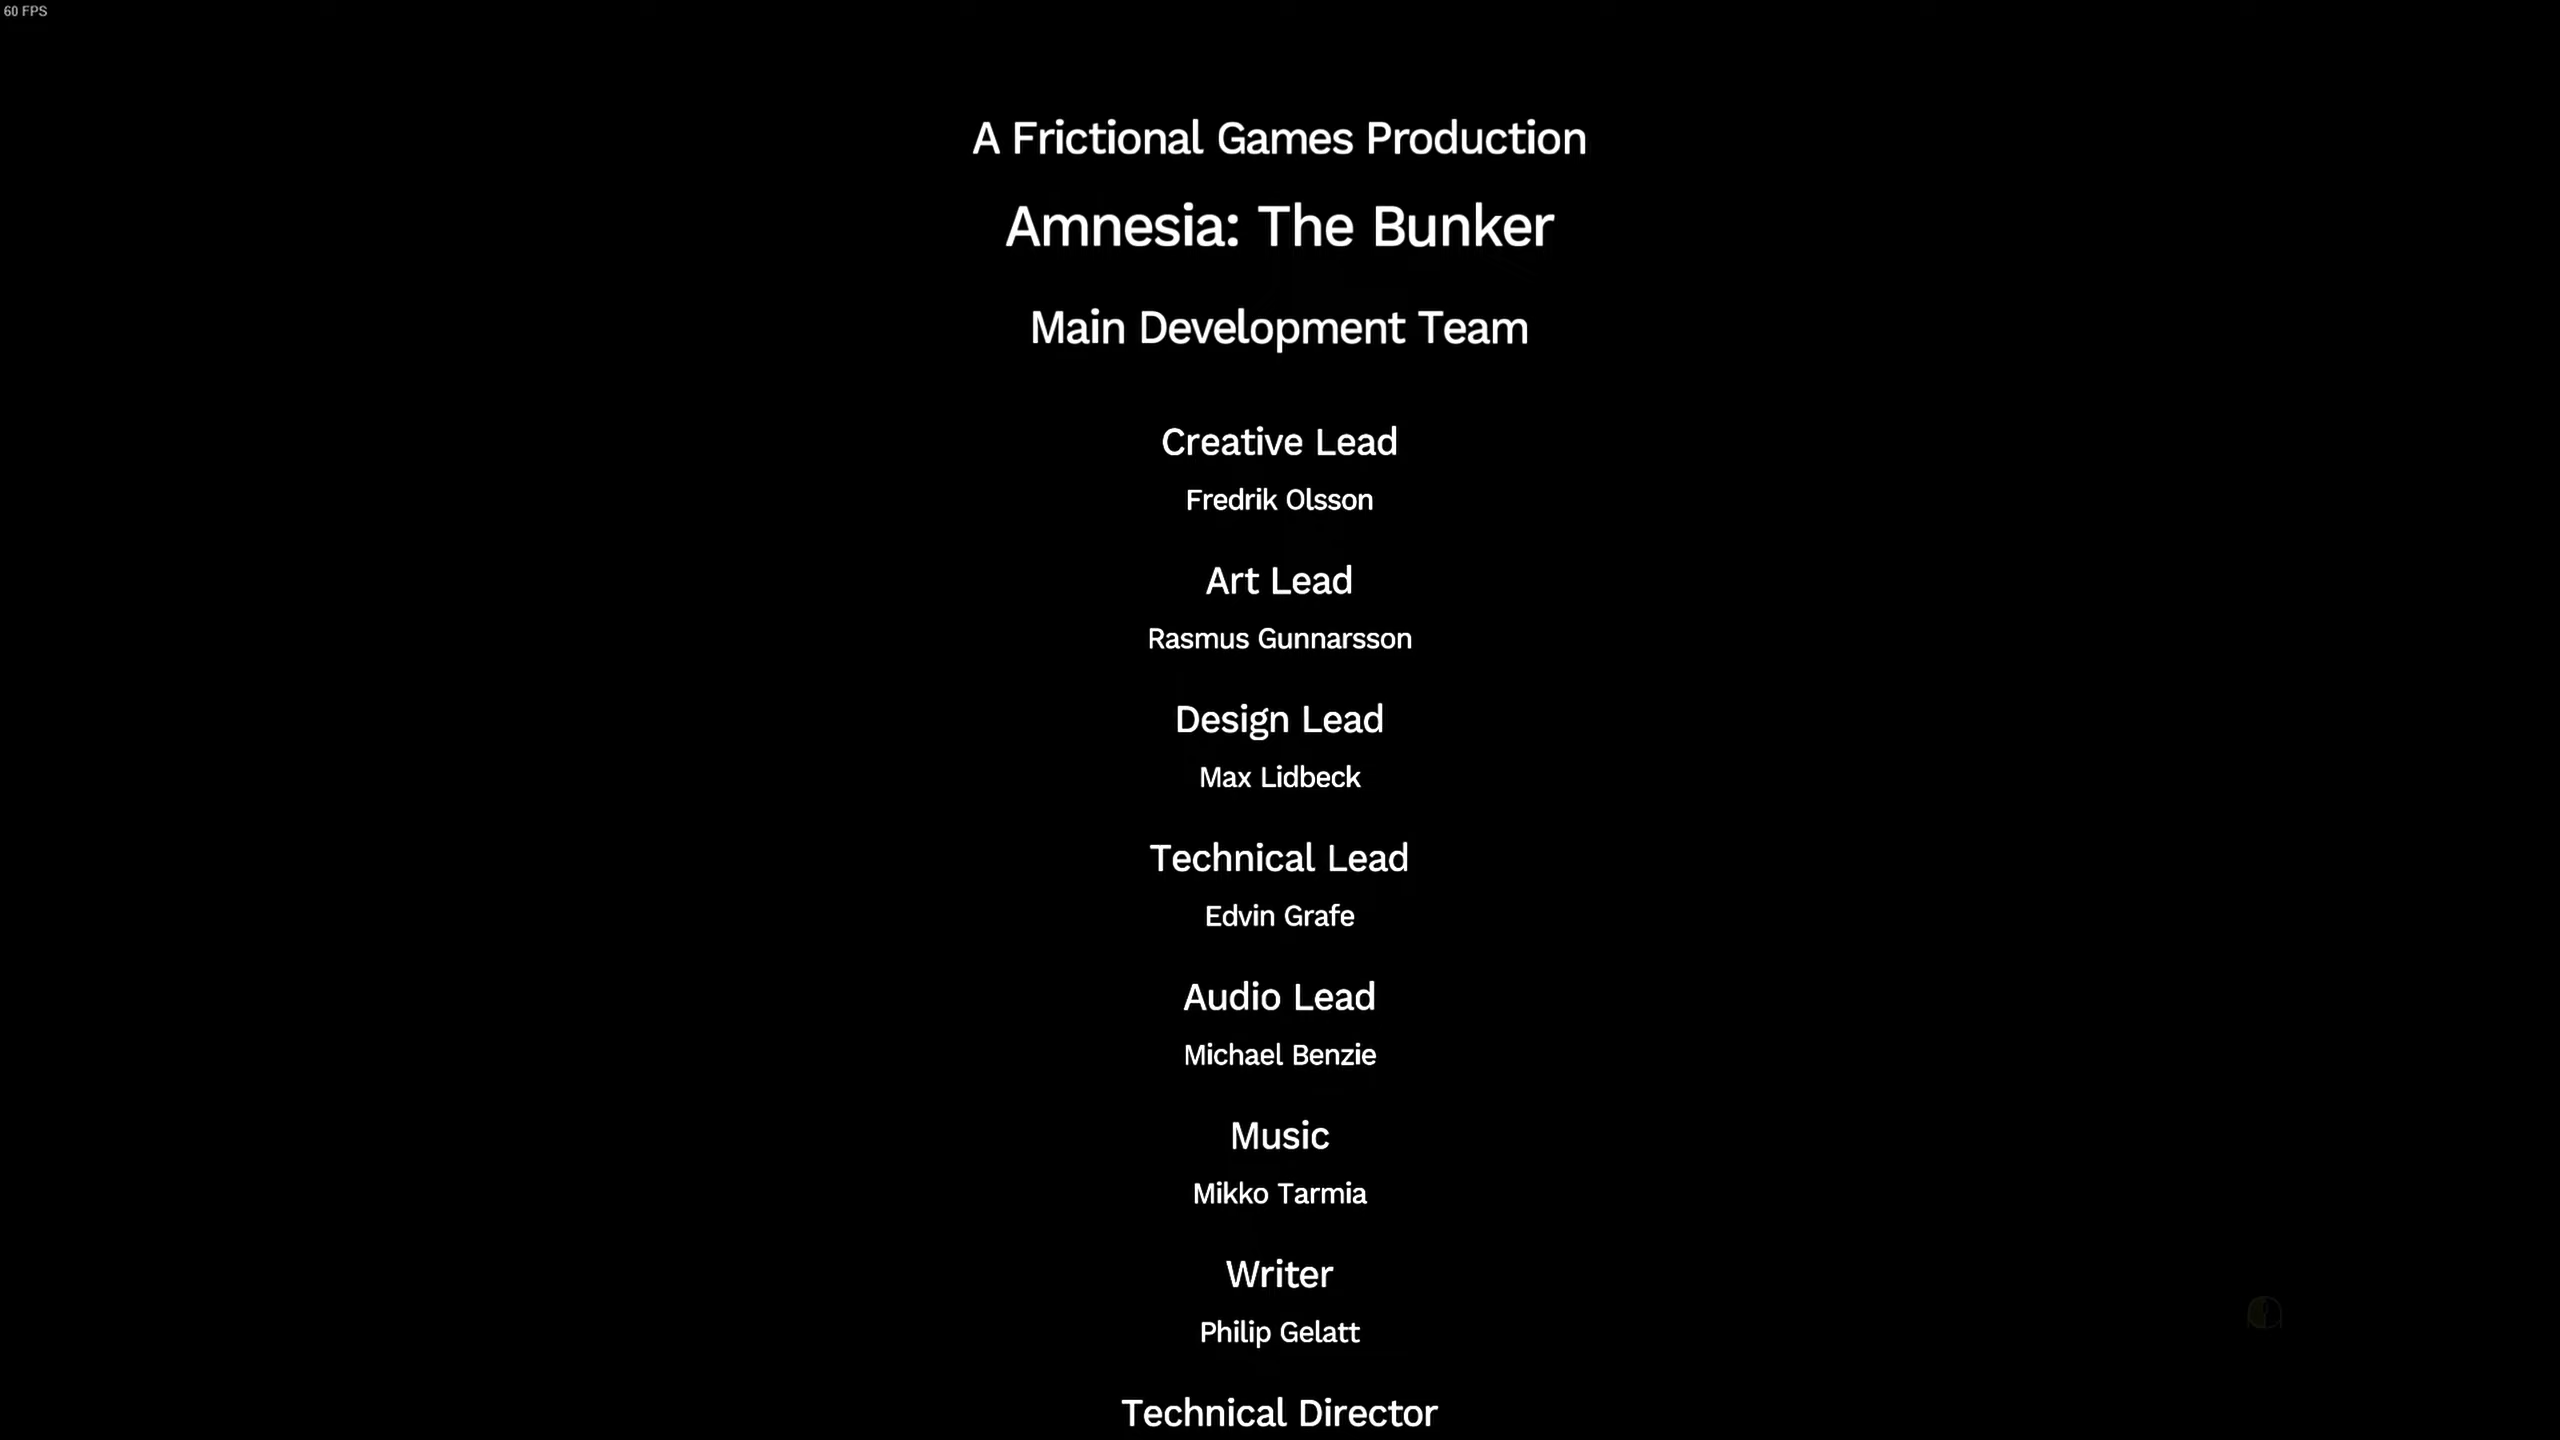 60 FPS
A Frictional Games Production
Amnesia: The Bunker
Main Development Team
Creative Lead
Fredrik Olsson
Art Lead
Rasmus Gunnarsson
Design Lead
Max Lidbeck
Technical Lead
Edvin Grafe
Audio Lead
Michael Benzie
Music
Mikko Tarmia
Writer
Philip Gelatt
Technical Director